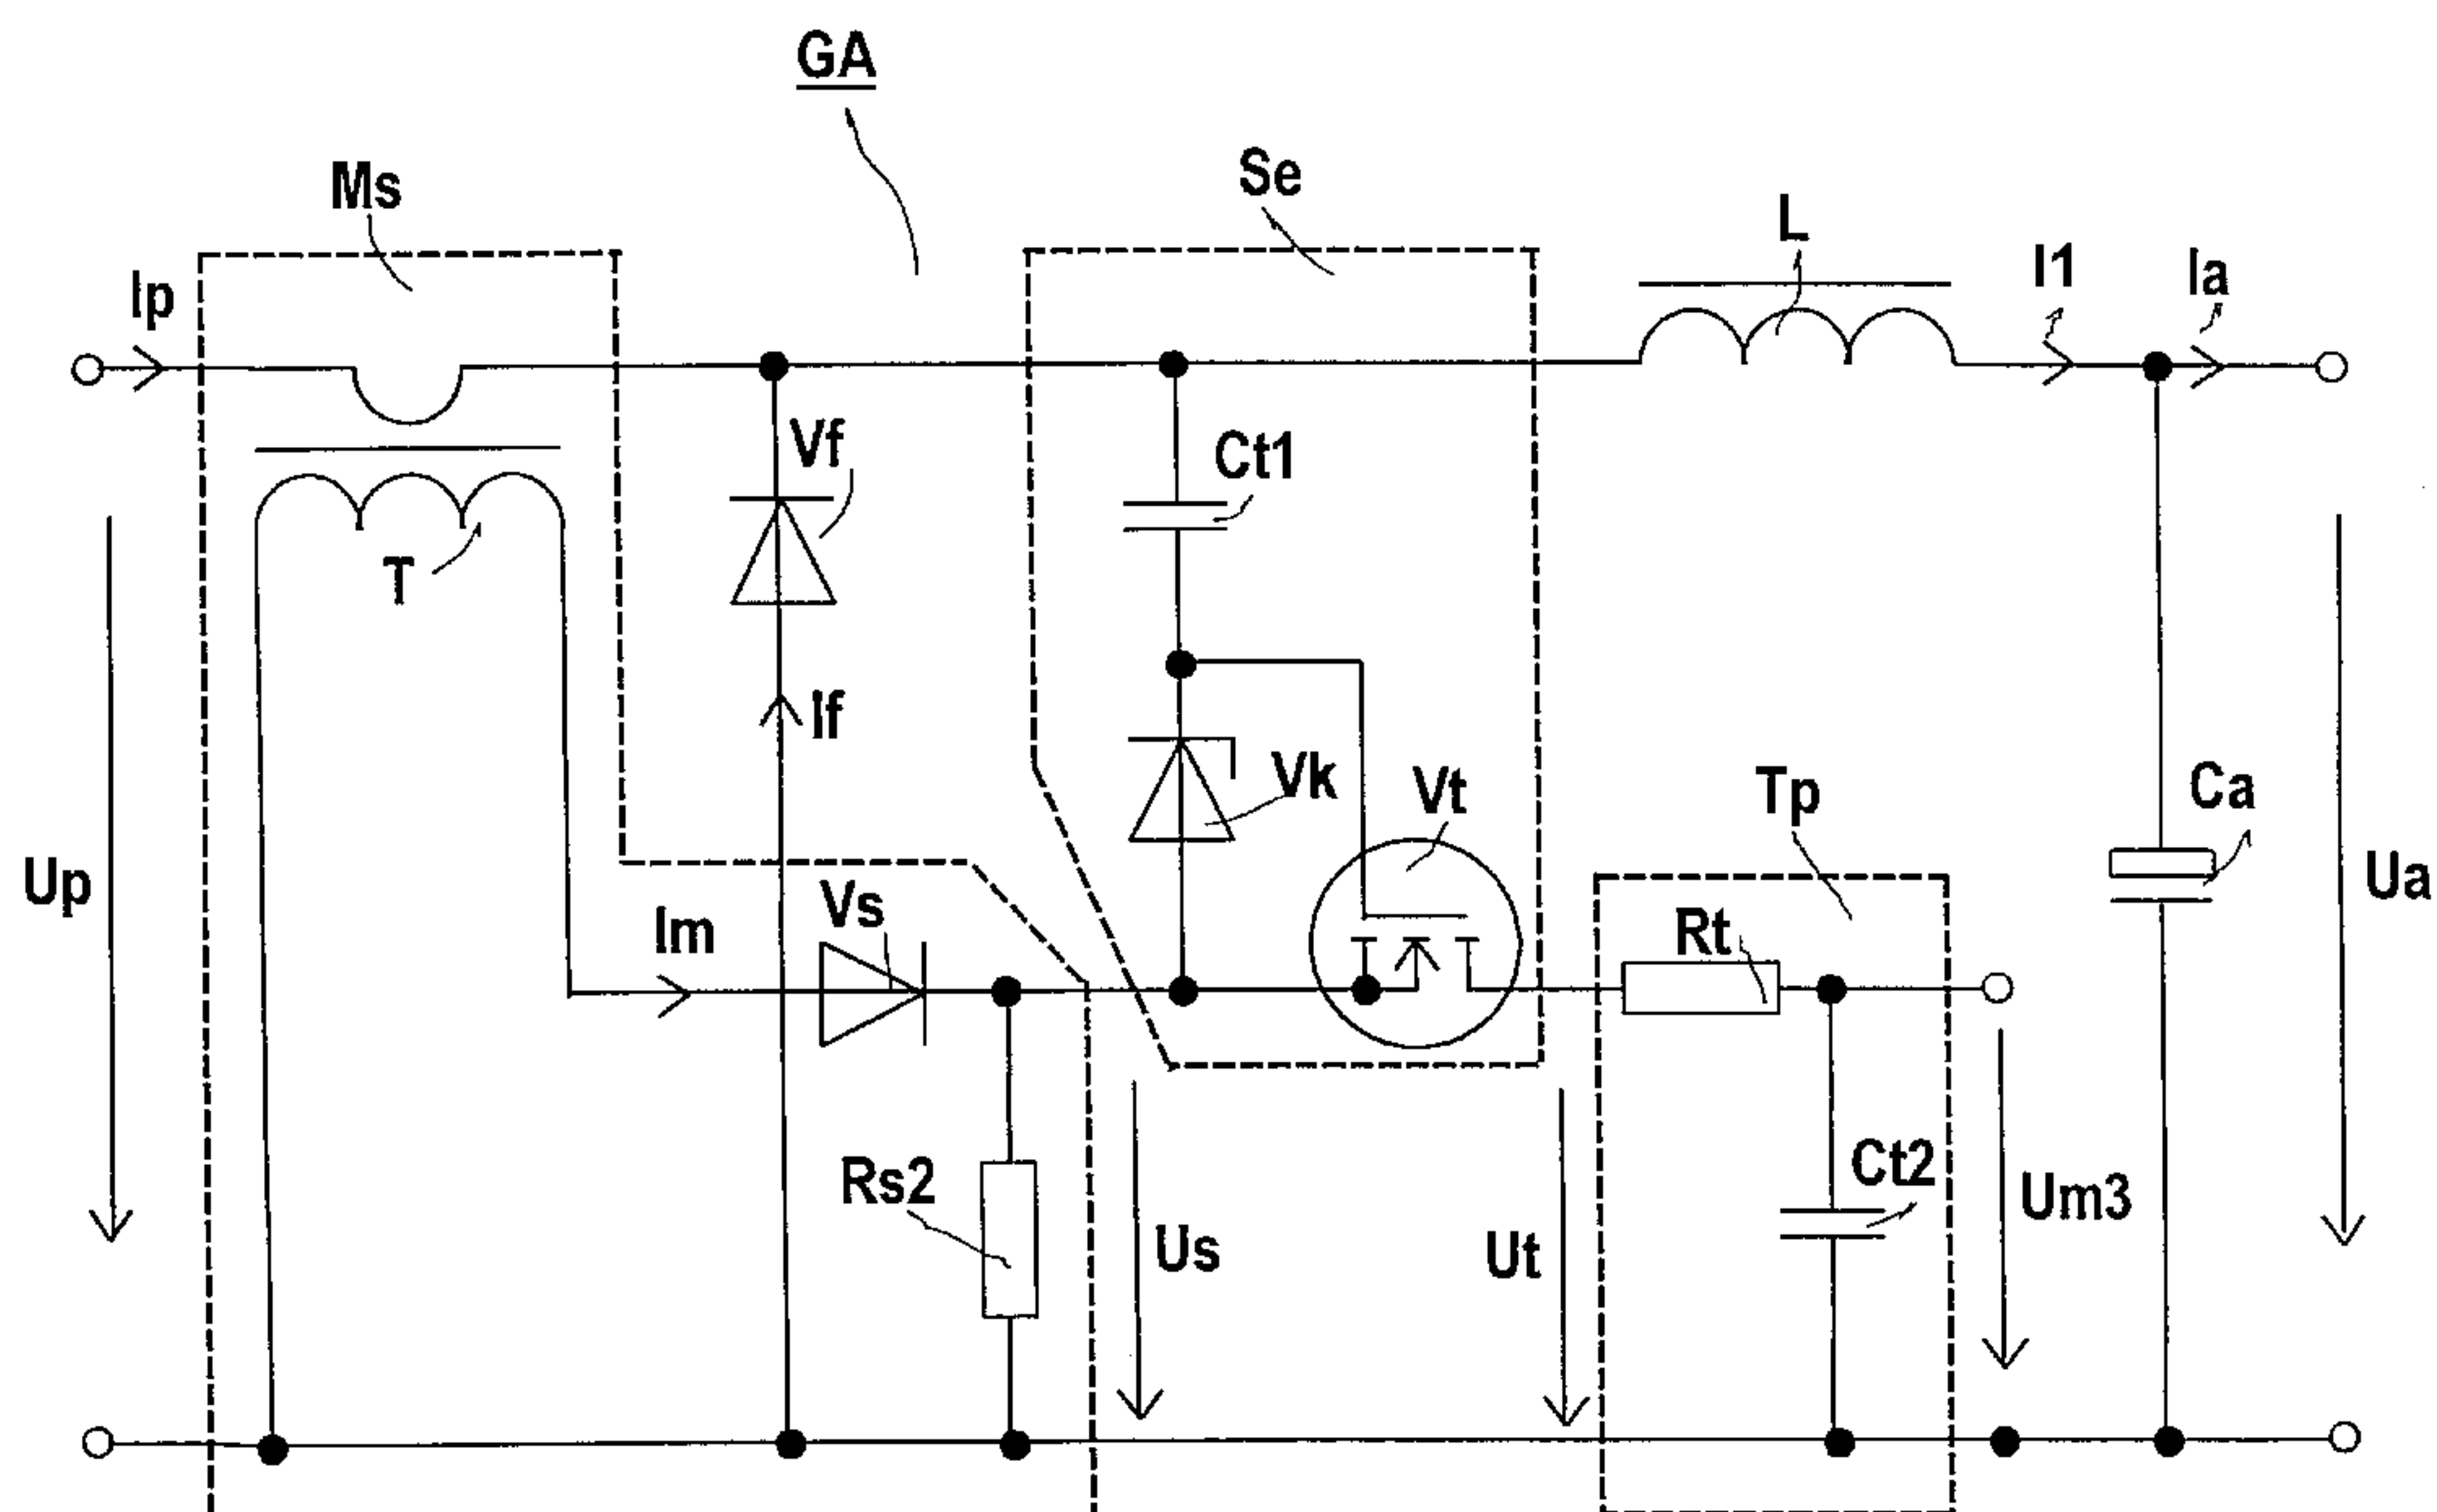 GA
Ms
Se
L
I1
Ia
Ip
Vf
Ct1
T
If
Vk
Vt
Tp
Ca
Up
Im
Vs
Rt
Ua
Rs2
Us
Ut
Ct2
Um3